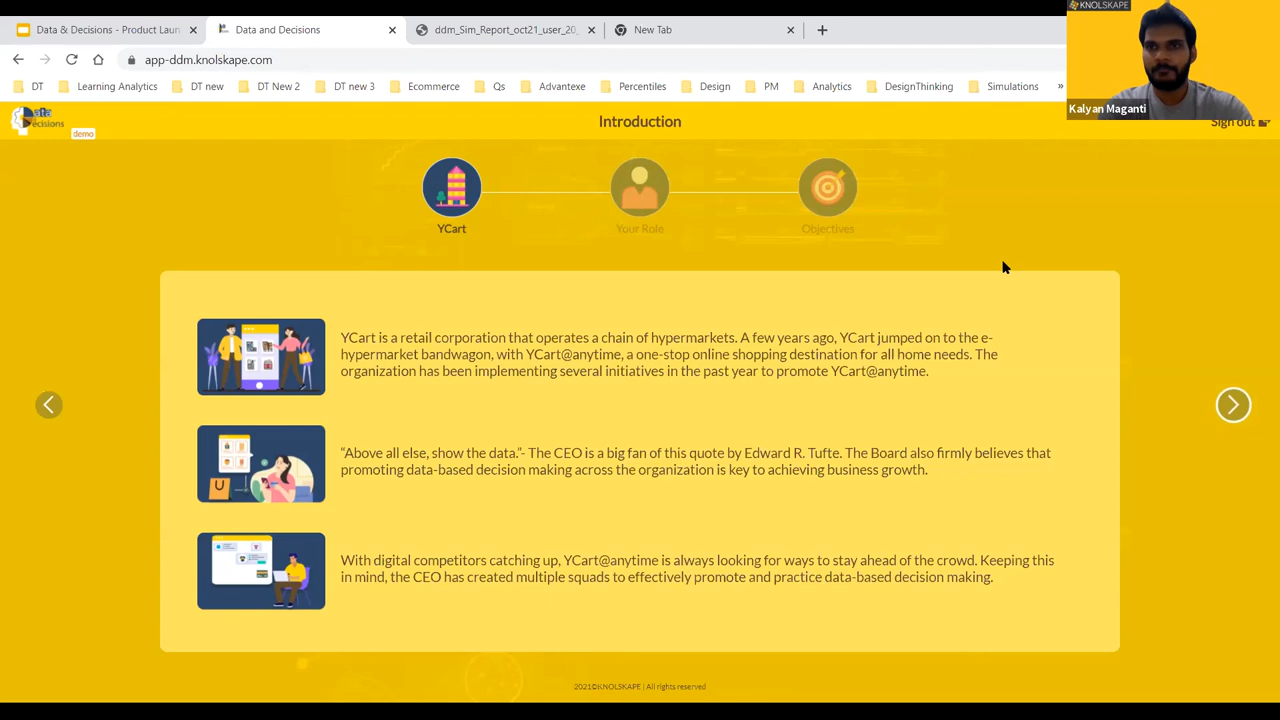 Data & Decisions - Product Laun
Data and Decisions
ddm_Sim_Report_oct21_user_20_
New Tab
KNOLSKAPE
app-ddm.knolskape.com
DT
Learning Analytics
DT new
DT New 2
DT new 3
Ecommerce
Qs
Advantexe
Percentiles
Design
PM
Analytics
DesignThinking
Simulations
»
Kalyan Maganti
Data
Decisions
demo
Introduction
Sign out
YCart
Your Role
Objectives
YCart is a retail corporation that operates a chain of hypermarkets. A few years ago, YCart jumped on to the e-
hypermarket bandwagon, with YCart@anytime, a one-stop online shopping destination for all home needs. The
organization has been implementing several initiatives in the past year to promote YCart@anytime.
“Above all else, show the data.”- The CEO is a big fan of this quote by Edward R. Tufte. The Board also firmly believes that
promoting data-based decision making across the organization is key to achieving business growth.
With digital competitors catching up, YCart@anytime is always looking for ways to stay ahead of the crowd. Keeping this
in mind, the CEO has created multiple squads to effectively promote and practice data-based decision making.
2021©KNOLSKAPE | All rights reserved